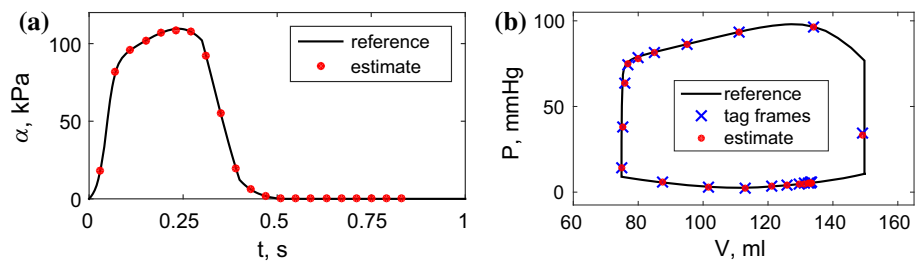 (a)
α, kPa
100
50
0
0
0.25
0.5
0.75
1
t, s
reference
estimate
(b)
P, mmHg
100
50
0
60
80
100
120
140
160
V, ml
reference
tag frames
estimate